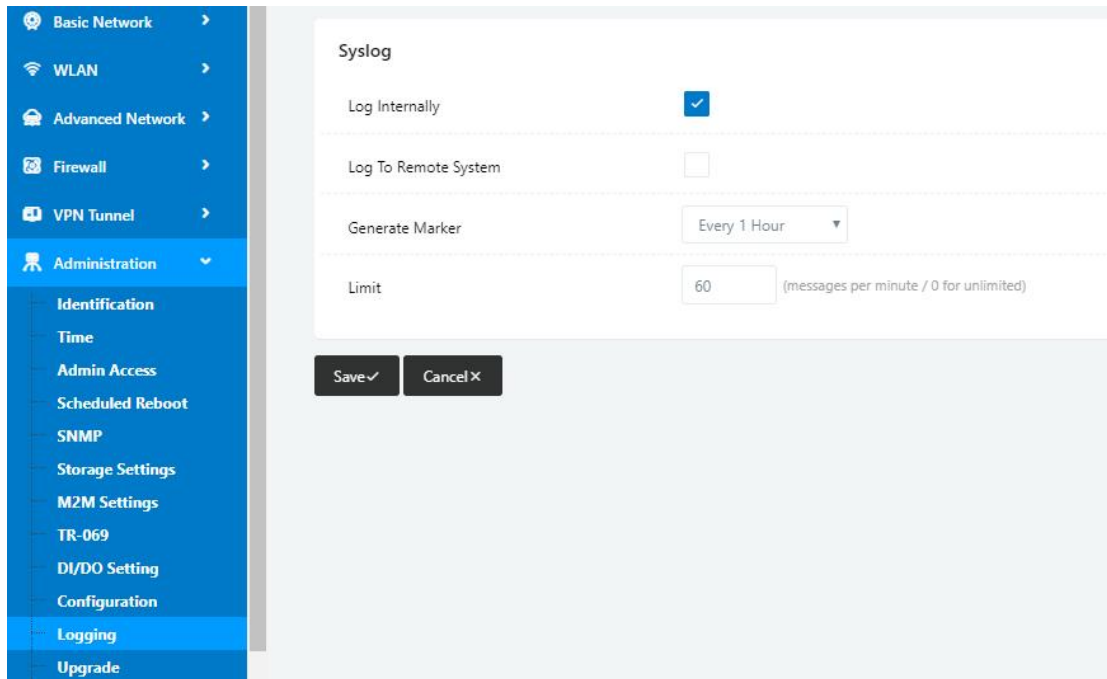 Basic Network
WLAN
Advanced Network
Firewall
VPN Tunnel
Administration
Identification
Time
Admin Access
Scheduled Reboot
SNMP
Storage Settings
M2M Settings
TR-069
DI/DO Setting
Configuration
Logging
Upgrade
Syslog
Log Internally
Log To Remote System
Generate Marker Every 1 Hour
Limit 60 (messages per minute / 0 for unlimited)
Save Cancel